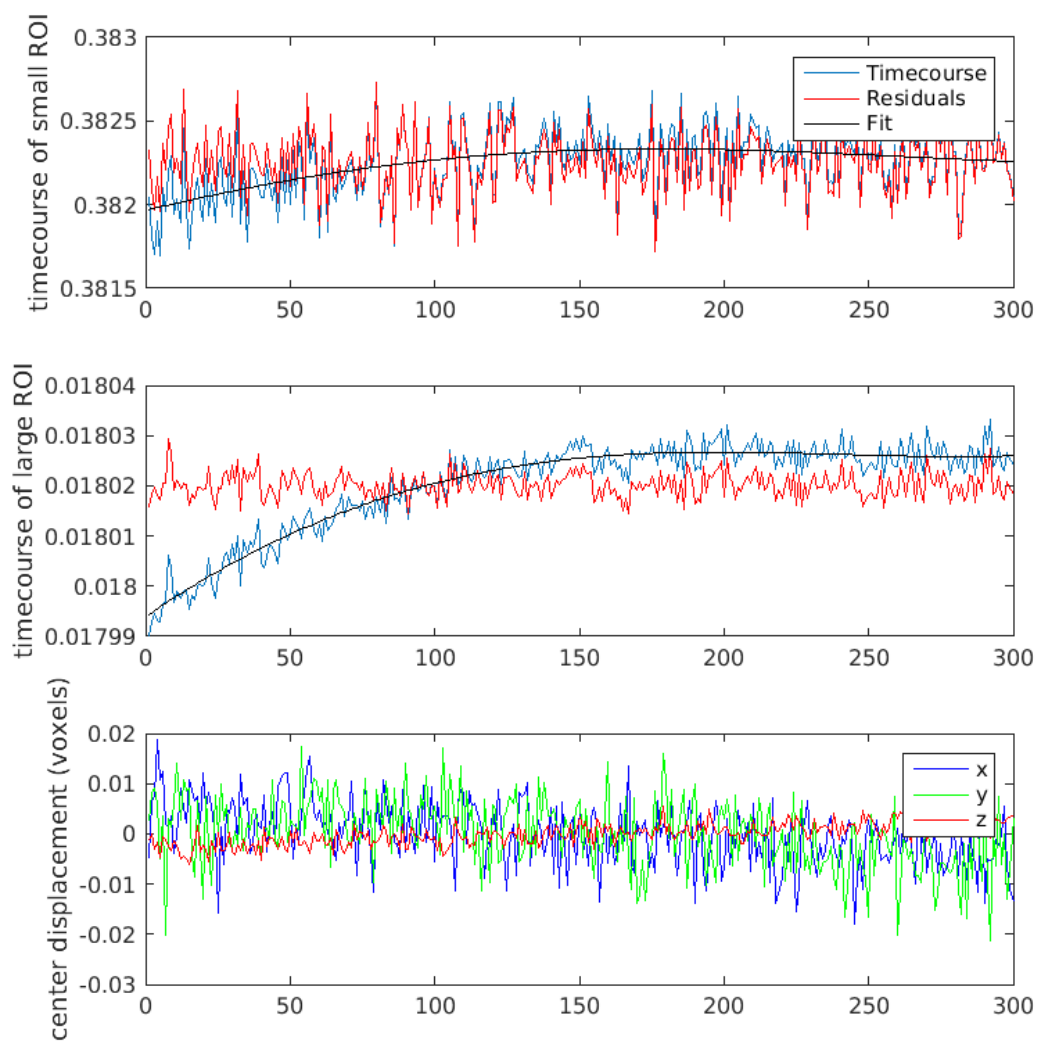 timecourse of small ROI
0.383
0.3825
0.382
0.3815
Timecourse
Residuals
Fit
0 50 100 150 200 250 300
timecourse of large ROI
0.01804
0.01803
0.01802
0.01801
0.018
0.01799
0 50 100 150 200 250 300
center displacement (voxels)
0.02
0.01
0
-0.01
-0.02
-0.03
x
y
z
0 50 100 150 200 250 300